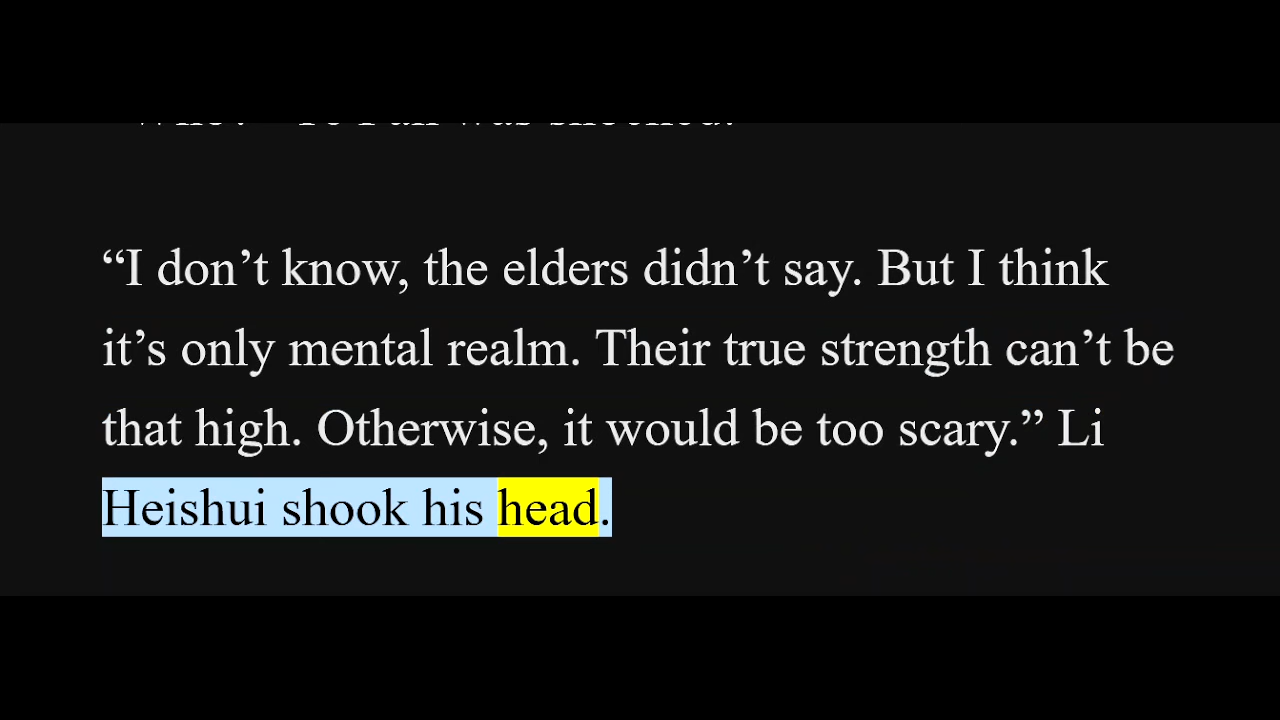 was
“I don’t know, the elders didn’t say. But I think
it’s only mental realm. Their true strength can’t be
that high. Otherwise, it would be too scary.” Li
Heishui shook his head.